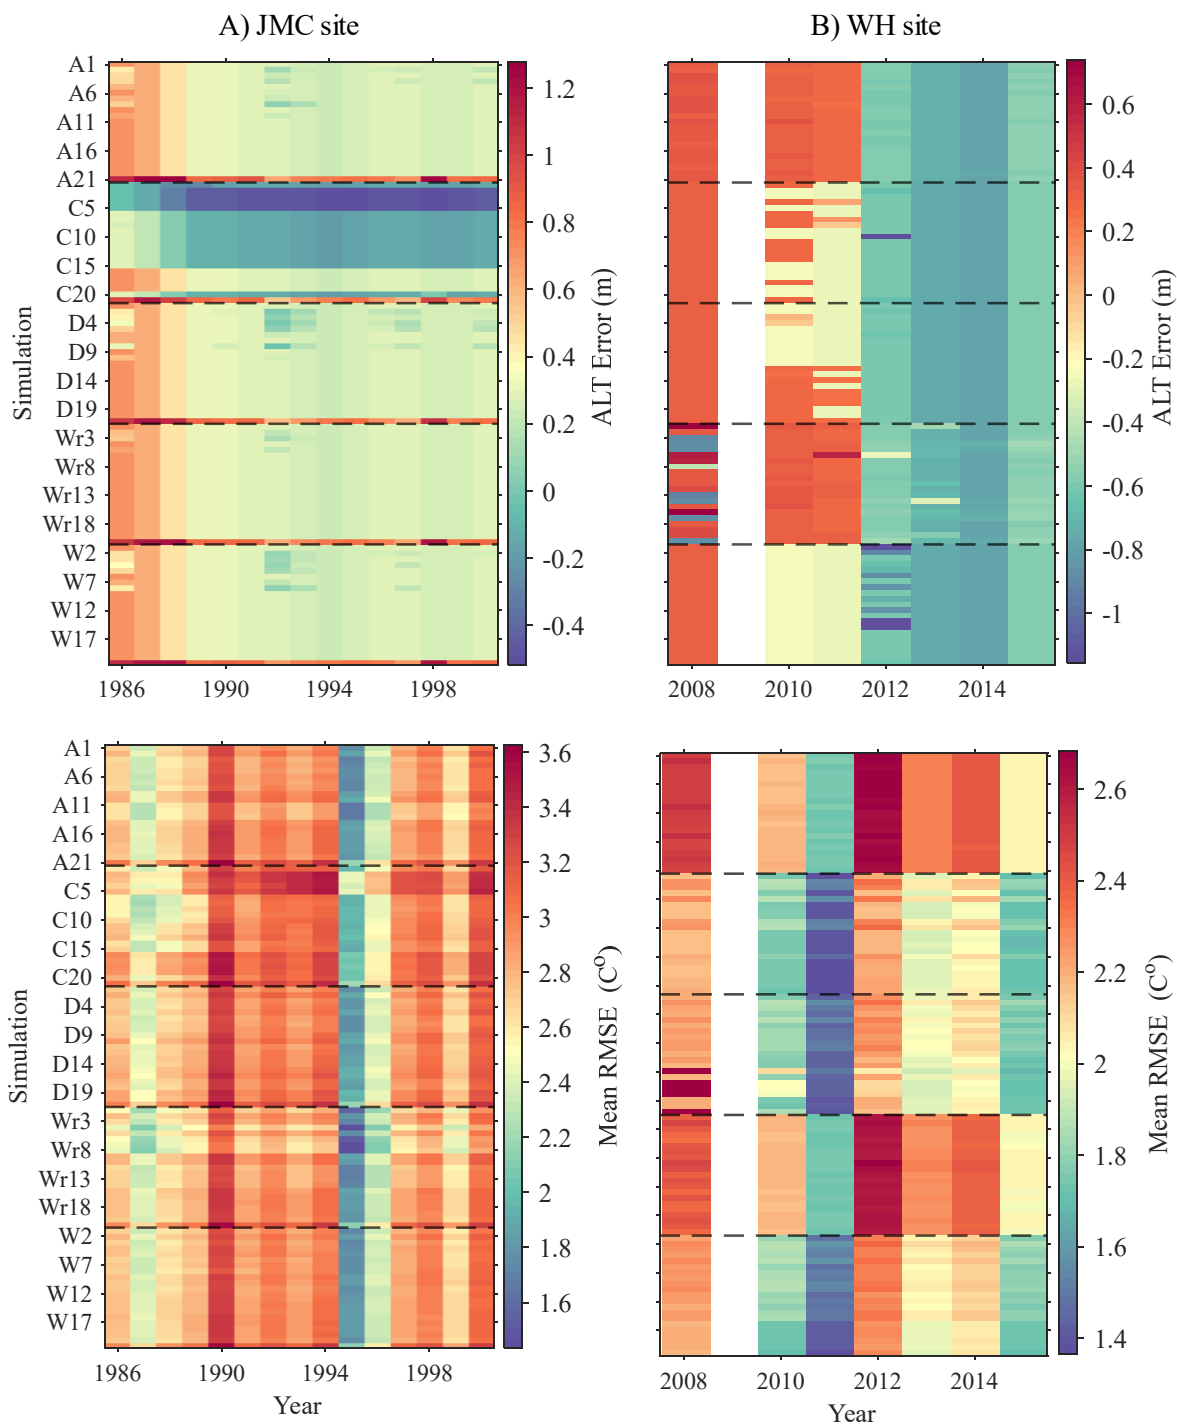 A) JMC site
B) WH site
A1
A6
A11
A16
A21
C5
C10
C15
C20
D4
D9
D14
D19
Wr3
Wr8
Wr13
Wr18
W2
W7
W12
W17
Simulation
1986
1990
1994
1998
1.2
1
0.8
0.6
0.4
0.2
0
-0.2
-0.4
ALT Error (m)
2008
2010
2012
2014
0.6
0.4
0.2
0
-0.2
-0.4
-0.6
-0.8
-1
ALT Error (m)
A1
A6
A11
A16
A21
C5
C10
C15
C20
D4
D9
D14
D19
Wr3
Wr8
Wr13
Wr18
W2
W7
W12
W17
Simulation
1986
1990
1994
1998
Year
3.6
3.4
3.2
3
2.8
2.6
2.4
2.2
2
1.8
1.6
Mean RMSE (C°)
2008
2010
2012
2014
Year
2.6
2.4
2.2
2
1.8
1.6
1.4
Mean RMSE (C°)